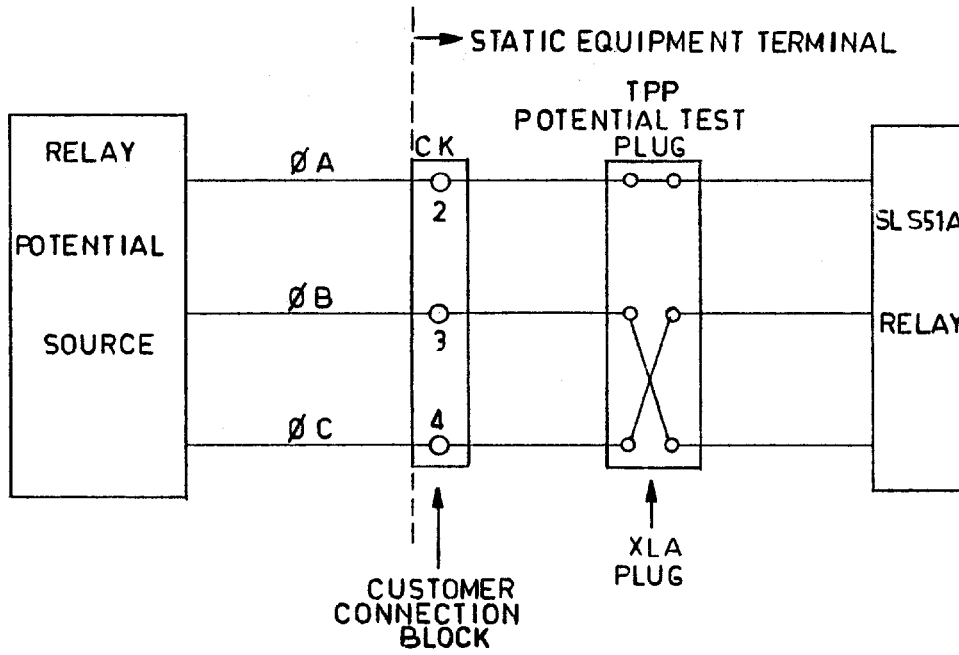 STATIC EQUIPMENT TERMINAL
TPP
POTENTIAL TEST
PLUG
RELAY
POTENTIAL
SOURCE
ØA
ØB
ØC
CK
2
3
4
SLS51A
RELAY
XLA
PLUG
CUSTOMER
CONNECTION
BLOCK